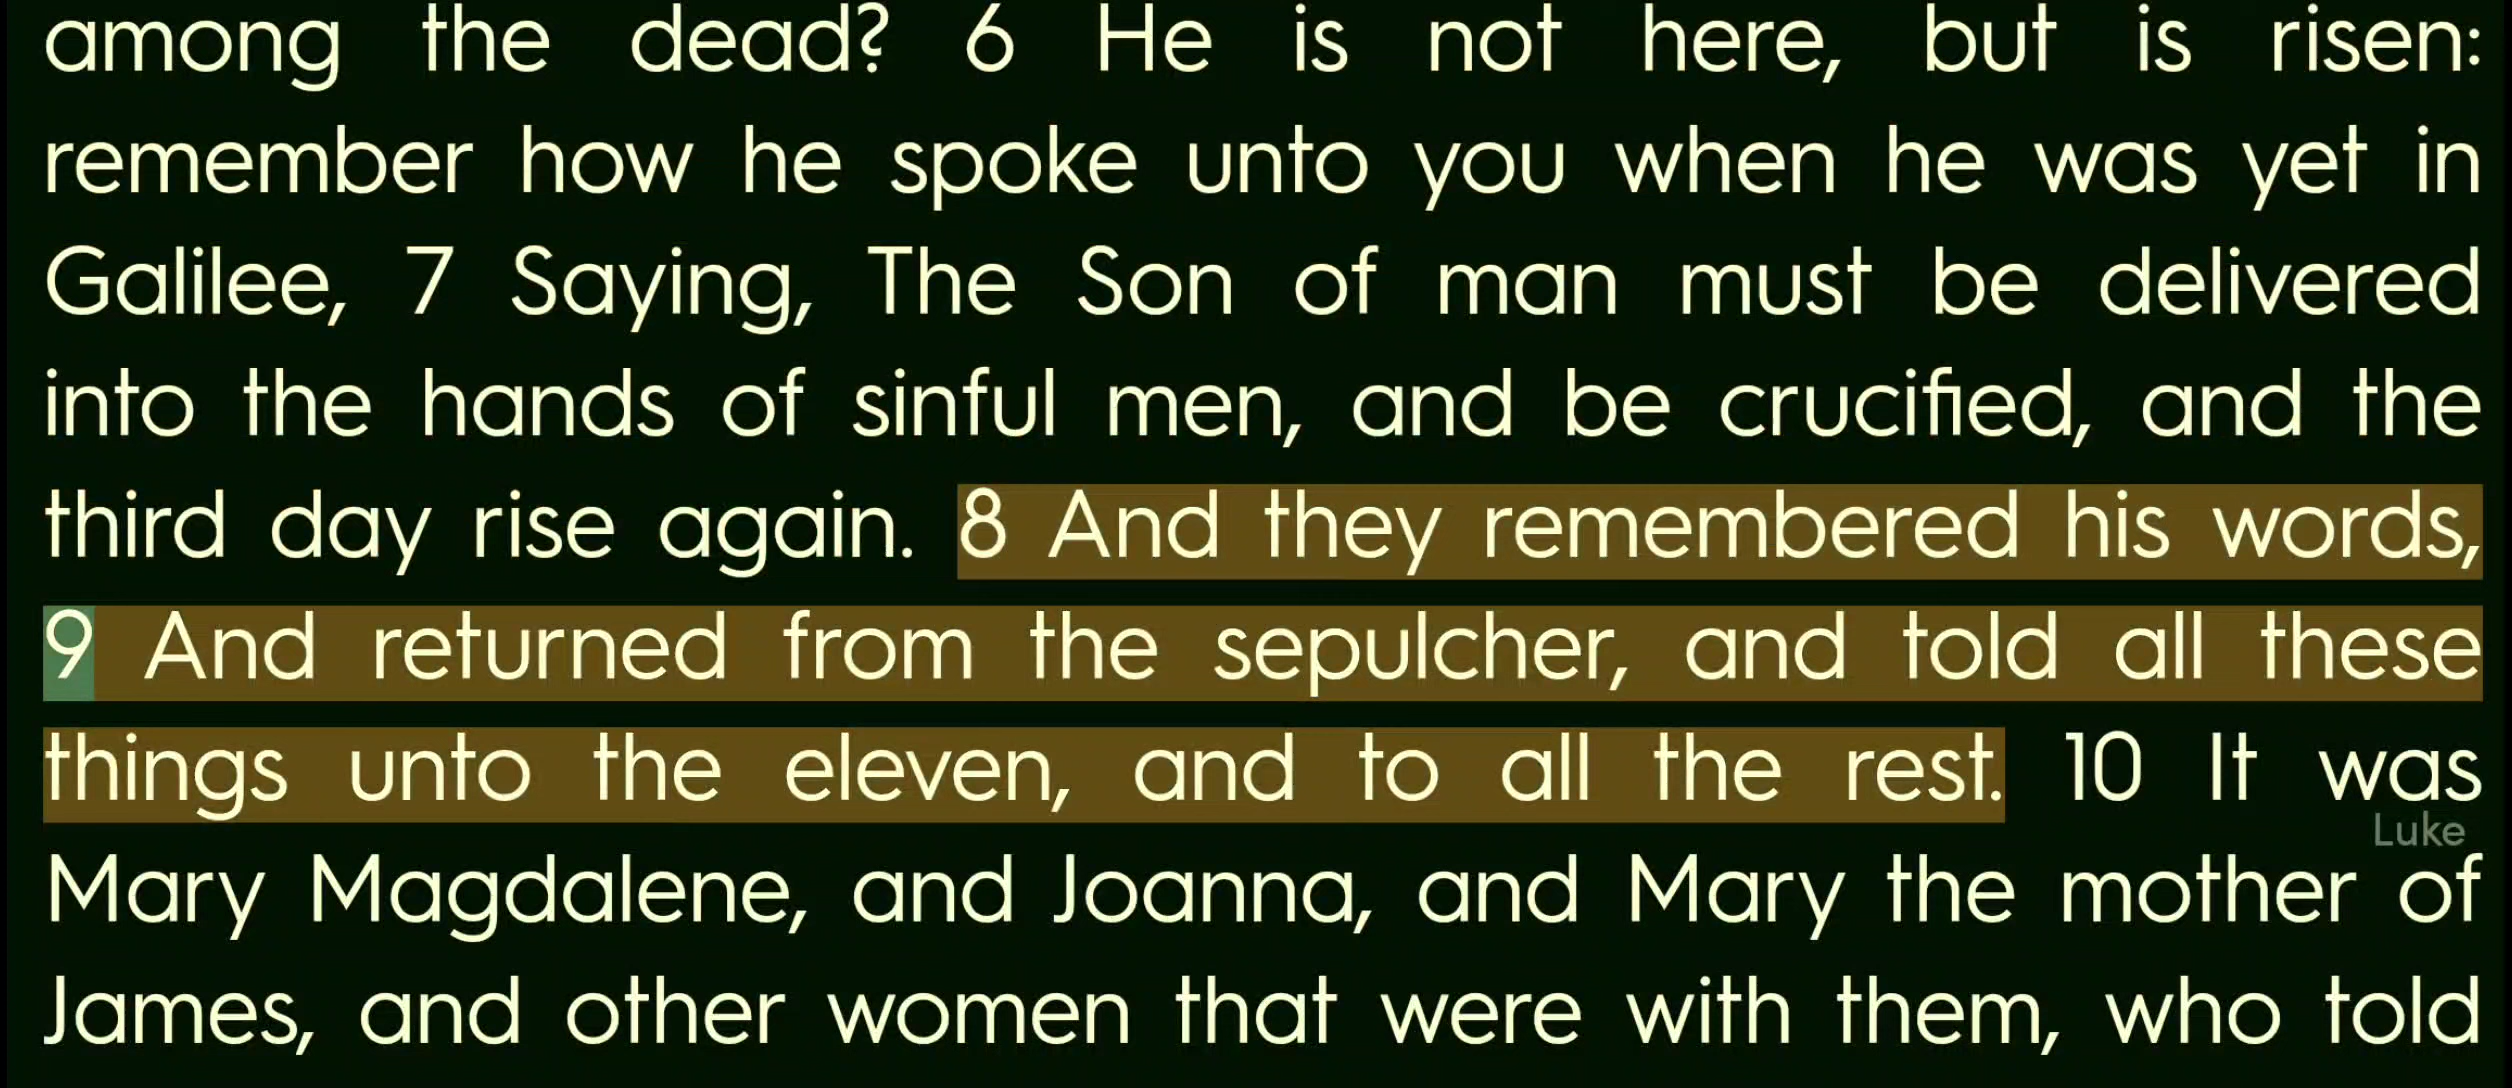 among the dead? 6 He is not here, but is risen:
remember how he spoke unto you when he was yet in
Galilee, 7 Saying, The Son of man must be delivered
into the hands of sinful men, and be crucified, and the
third day rise again. 8 And they remembered his words,
9 And returned from the sepulcher, and told all these
things unto the eleven, and to all the rest. 10 It was
Luke
Mary Magdalene, and Joanna, and Mary the mother of
James, and other women that were with them, who told